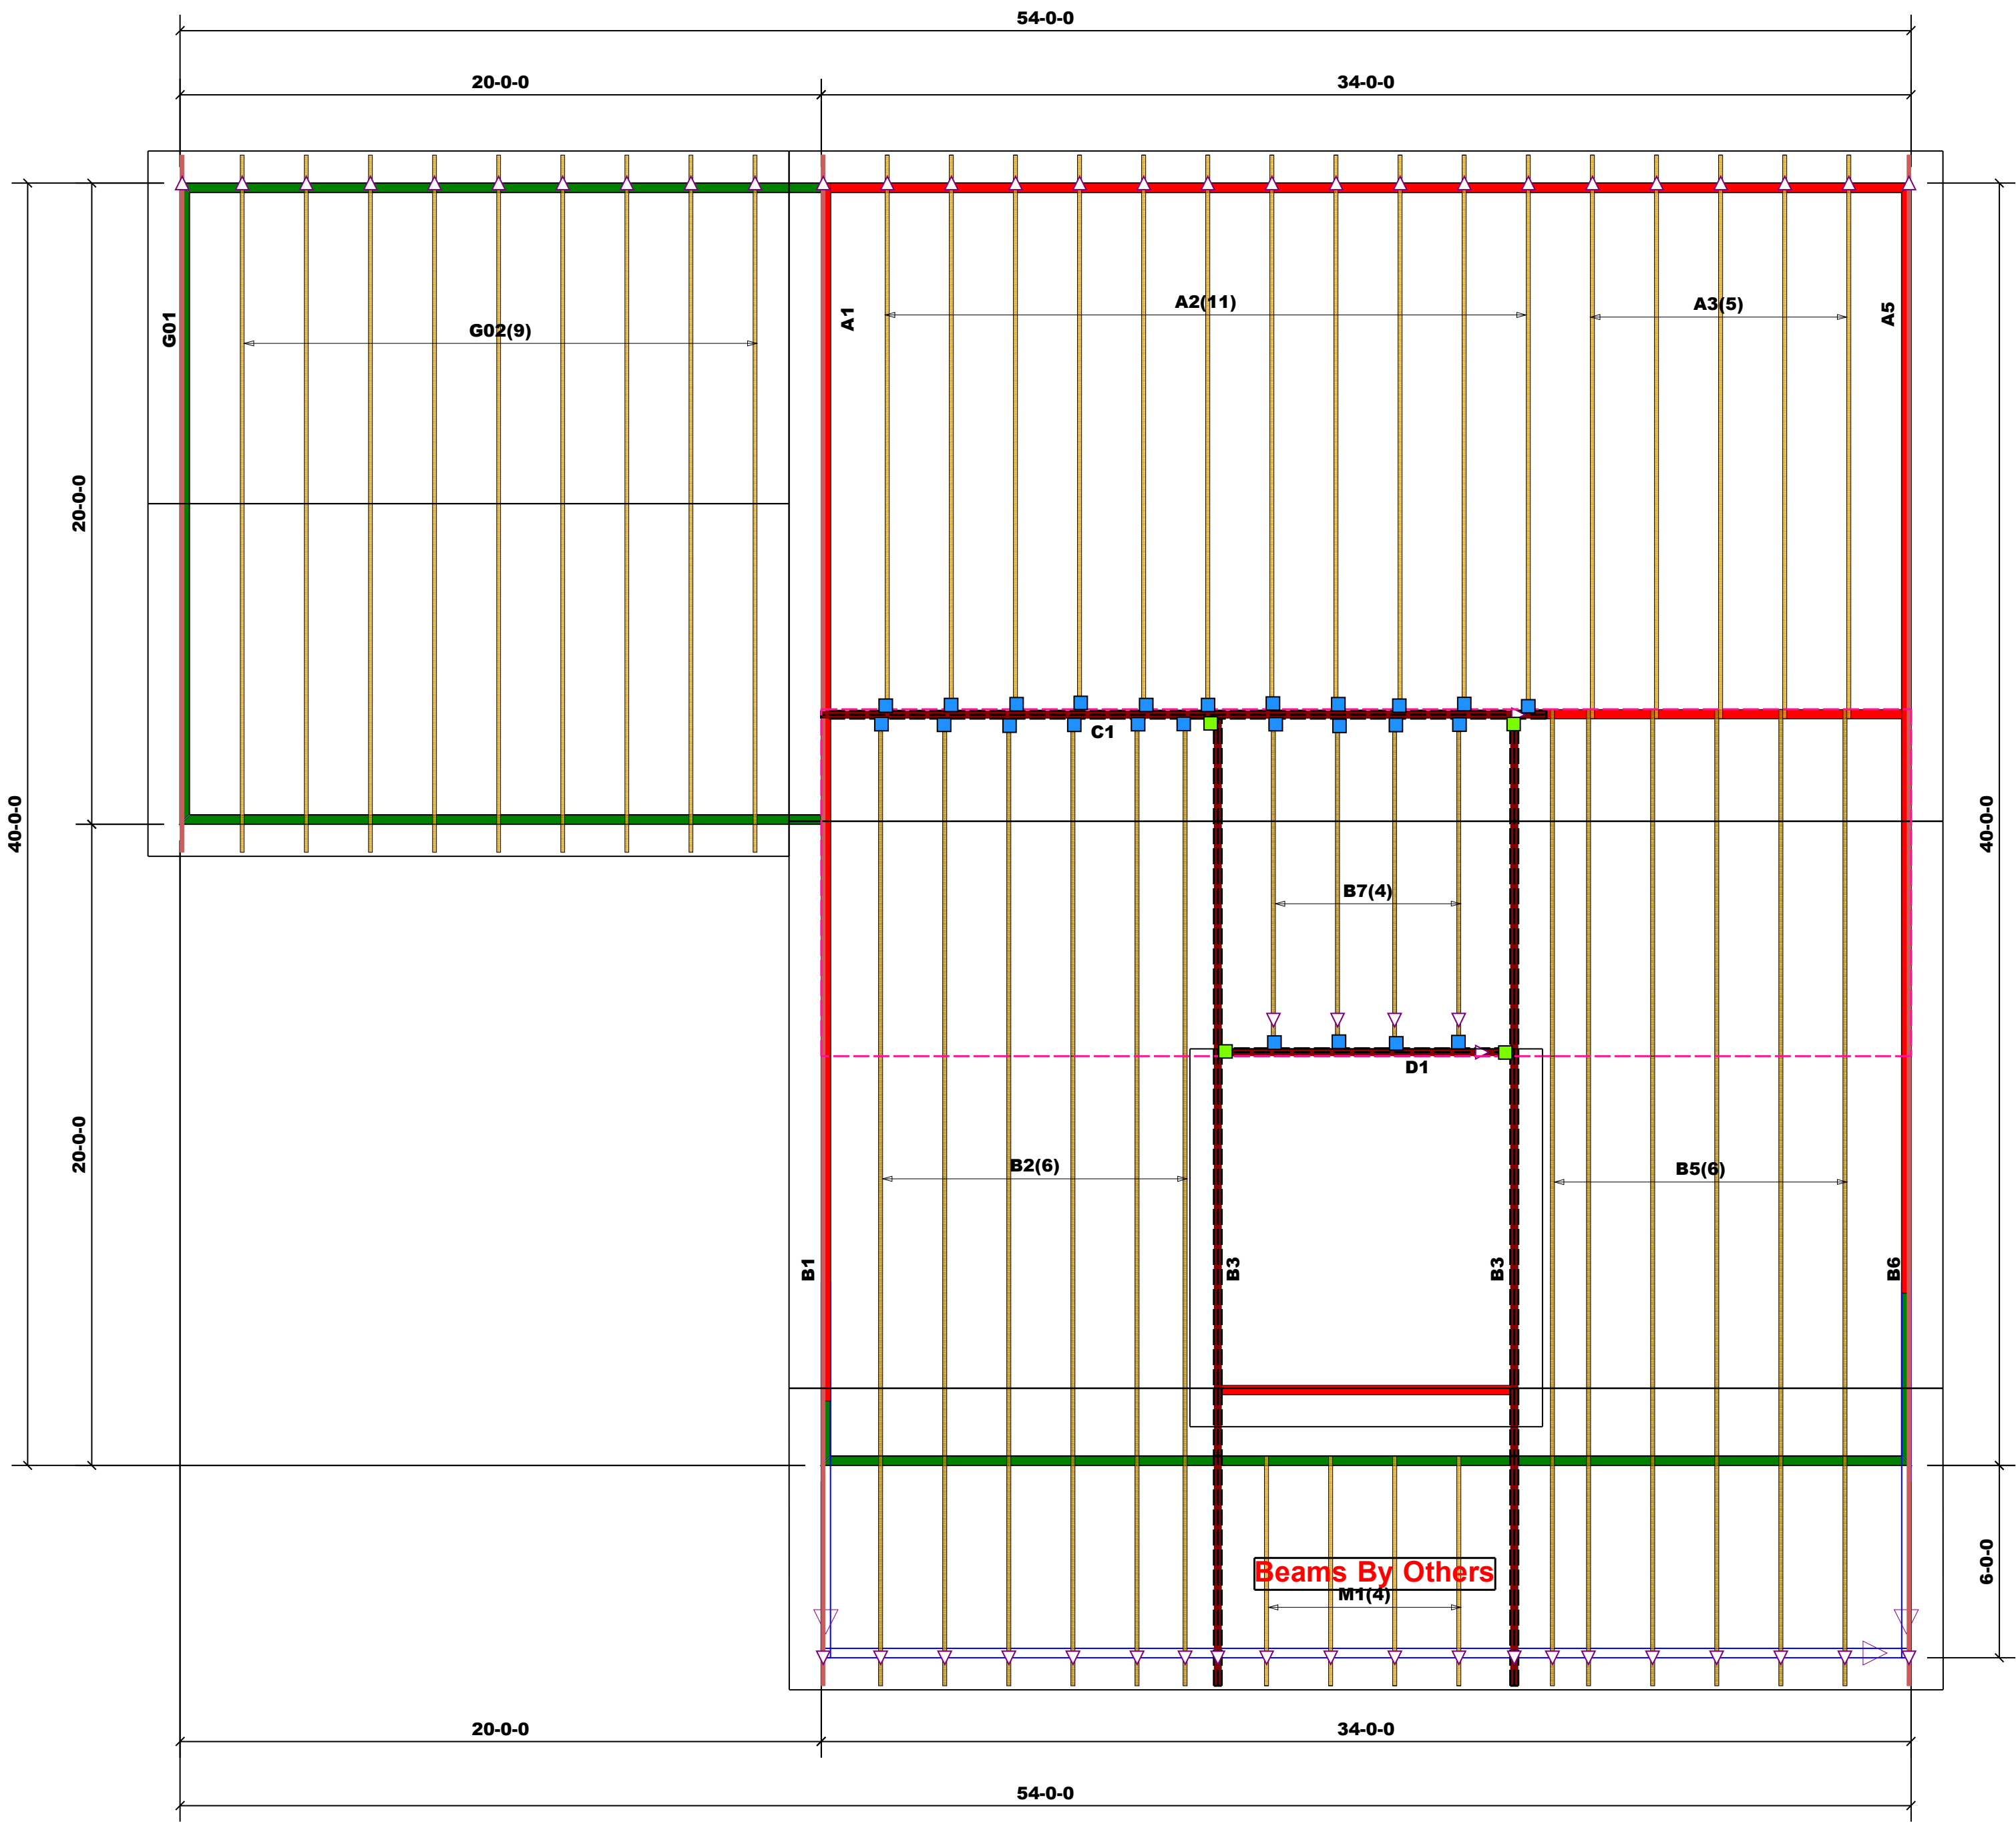 54-0-0
20-0-0
34-0-0
G01
G02(9)
A1
A2(11)
A3(5)
A5
20-0-0
C1
40-0-0
40-0-0
B7(4)
D1
20-0-0
B2(6)
B5(6)
B1
B3
B3
B6
Beams By Others
M1(4)
6-0-0
20-0-0
34-0-0
54-0-0